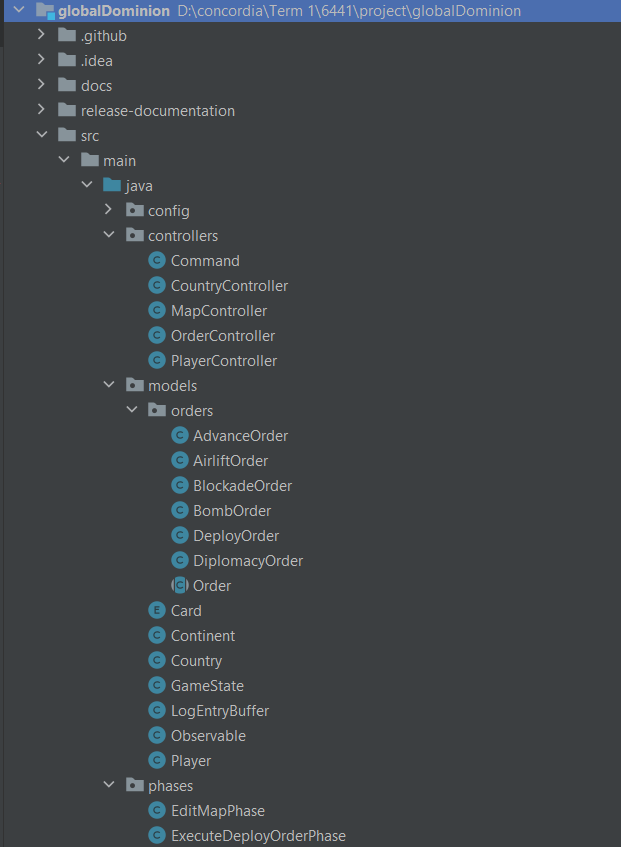 globalDominion D:\concordia\Term 1\6441\project\globalDominion
.github
.idea
docs
release-documentation
src
main
java
config
controllers
C Command
C CountryController
C MapController
C OrderController
C PlayerController
models
orders
C AdvanceOrder
C AirliftOrder
C BlockadeOrder
C BombOrder
C DeployOrder
C DiplomacyOrder
C Order
E Card
C Continent
C Country
C GameState
C LogEntryBuffer
C Observable
C Player
phases
C EditMapPhase
C ExecuteDeployOrderPhase